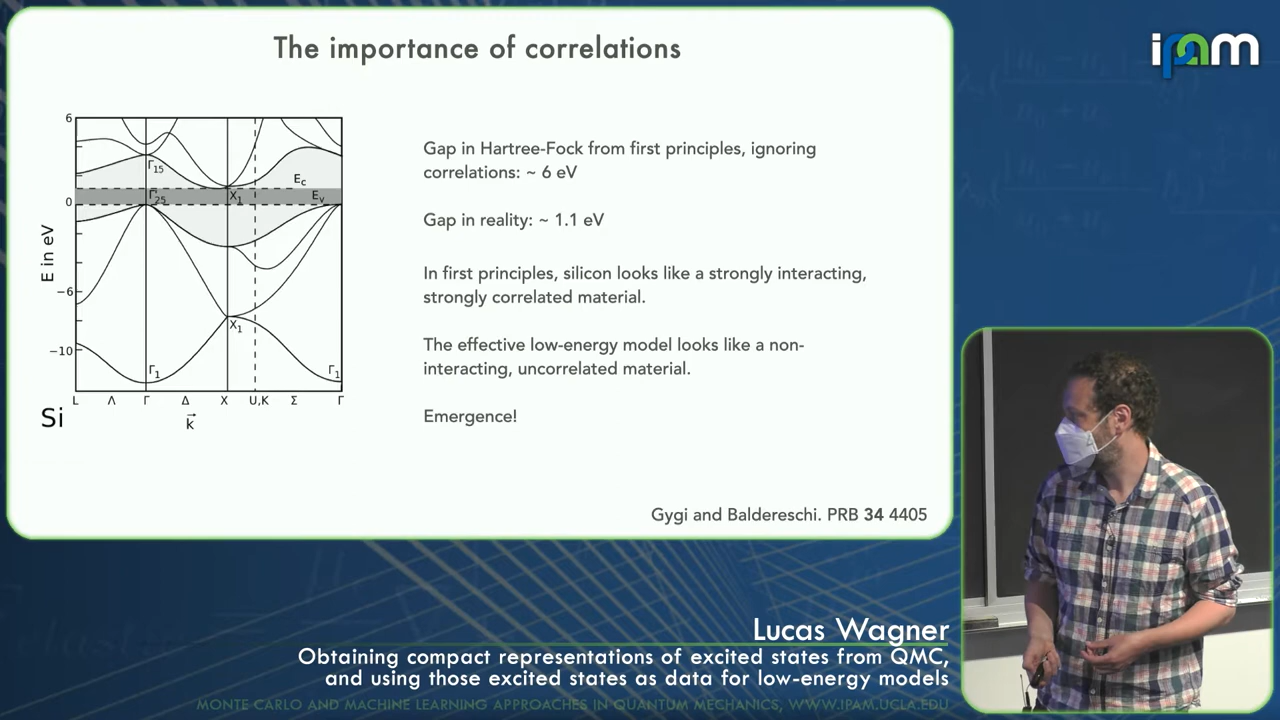 The importance of correlations
ipam
6
0
−6
−10
E in eV
Γ15
Γ25
X1
Ec
Ev
X1
Γ1
Γ1
L Λ Γ Δ X U,K Σ Γ
k
Si
Gap in Hartree-Fock from first principles, ignoring
correlations: ~ 6 eV
Gap in reality: ~ 1.1 eV
In first principles, silicon looks like a strongly interacting,
strongly correlated material.
The effective low-energy model looks like a non-
interacting, uncorrelated material.
Emergence!
Gygi and Baldereschi. PRB 34 4405
Lucas Wagner
Obtaining compact representations of excited states from QMC,
and using those excited states as data for low-energy models
MONTE CARLO AND MACHINE LEARNING APPROACHES IN QUANTUM MECHANICS, WWW.IPAM.UCLA.EDU